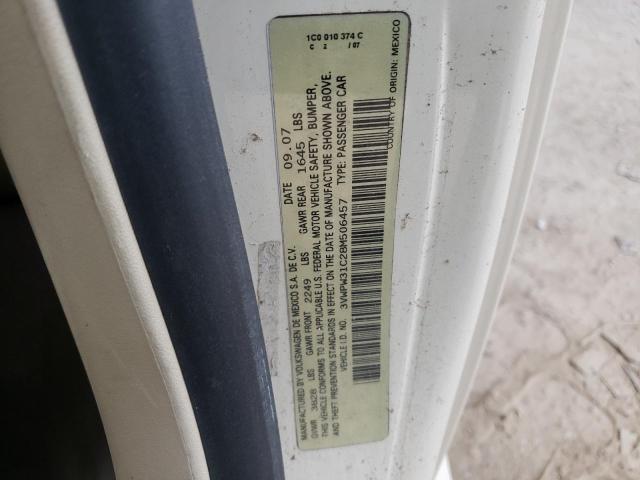 1C0 010 374 C
C 2 /07
MANUFACTURED BY VOLKSWAGEN DE MEXICO S.A. DE C.V. DATE 09.07
GVWR 3828 LBS GAWR FRONT 2249 LBS GAWR REAR 1645 LBS
THIS VEHICLE CONFORMS TO ALL APPLICABLE U.S. FEDERAL MOTOR VEHICLE SAFETY, BUMPER,
AND THEFT PREVENTION STANDARDS IN EFFECT ON THE DATE OF MANUFACTURE SHOWN ABOVE.
VEHICLE I.D. NO. 3VWPW31C28M506457 TYPE: PASSENGER CAR
COUNTRY OF ORIGIN: MEXICO